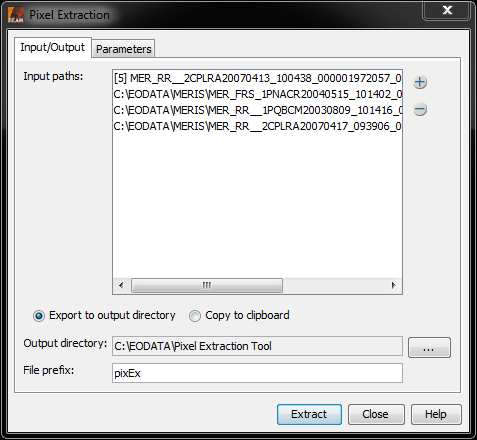 BEAM
Pixel Extraction
Input/Output
Parameters
Input paths:
[5] MER_RR__2CPLRA20070413_100438_000001972057_0
C:\EODATA\MERIS\MER_FRS_1PNACR20040515_101402_0
C:\EODATA\MERIS\MER_RR__1PQBCM20030809_101416_0
C:\EODATA\MERIS\MER_RR__2CPLRA20070417_093906_0
Export to output directory
Copy to clipboard
Output directory:
C:\EODATA\Pixel Extraction Tool
...
File prefix:
pixEx
Extract
Close
Help